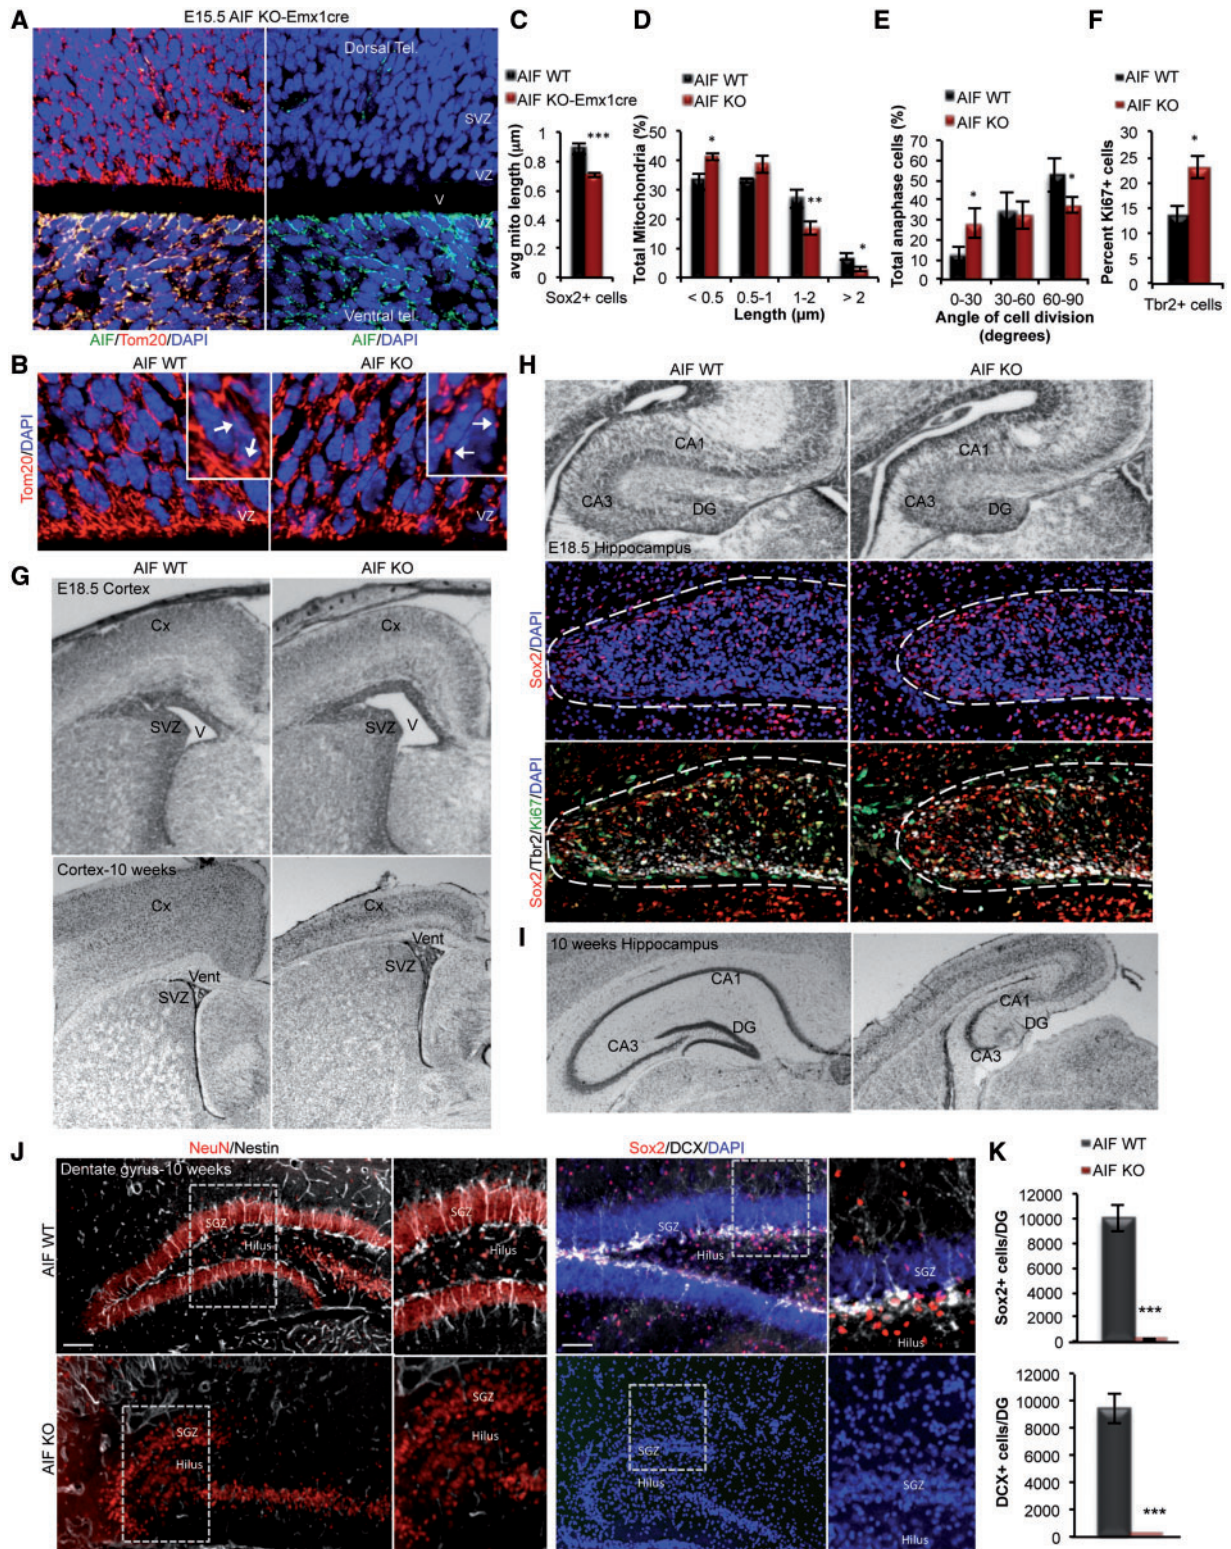 A
E15.5 AIF KO-Emx1cre
Dorsal Tel.
SVZ
VZ
V
VZ
Ventral tel.
AIF/Tom20/DAPI
AIF/DAPI
B
AIF WT
AIF KO
Tom20/DAPI
VZ
VZ
C
AIF WT
AIF KO-Emx1cre
avg mito length (µm)
1
0.8
0.6
0.4
0.2
0
***
Sox2+ cells
D
AIF WT
AIF KO
Total Mitochondria (%)
50
40
30
20
10
0
*
**
*
< 0.5
0.5-1
1-2
> 2
Length (µm)
E
AIF WT
AIF KO
Total anaphase cells (%)
70
60
50
40
30
20
10
0
*
*
0-30
30-60
60-90
Angle of cell division
(degrees)
F
AIF WT
AIF KO
Percent Ki67+ cells
30
25
20
15
10
5
0
*
Tbr2+ cells
G
AIF WT
AIF KO
E18.5 Cortex
Cx
SVZ
V
Cx
SVZ
V
Cortex-10 weeks
Cx
Vent
SVZ
Cx
Vent
SVZ
H
AIF WT
AIF KO
CA1
CA3
DG
E18.5 Hippocampus
CA1
CA3
DG
Sox2/DAPI
Sox2/Tbr2/Ki67/DAPI
I
10 weeks Hippocampus
CA1
DG
CA3
CA1
DG
CA3
J
NeuN/Nestin
Sox2/DCX/DAPI
AIF WT
Dentate gyrus-10 weeks
SGZ
Hilus
SGZ
Hilus
SGZ
Hilus
SGZ
Hilus
AIF KO
SGZ
Hilus
SGZ
Hilus
SGZ
Hilus
SGZ
Hilus
K
AIF WT
AIF KO
Sox2+ cells/DG
12000
10000
8000
6000
4000
2000
0
***
DCX+ cells/DG
12000
10000
8000
6000
4000
2000
0
***